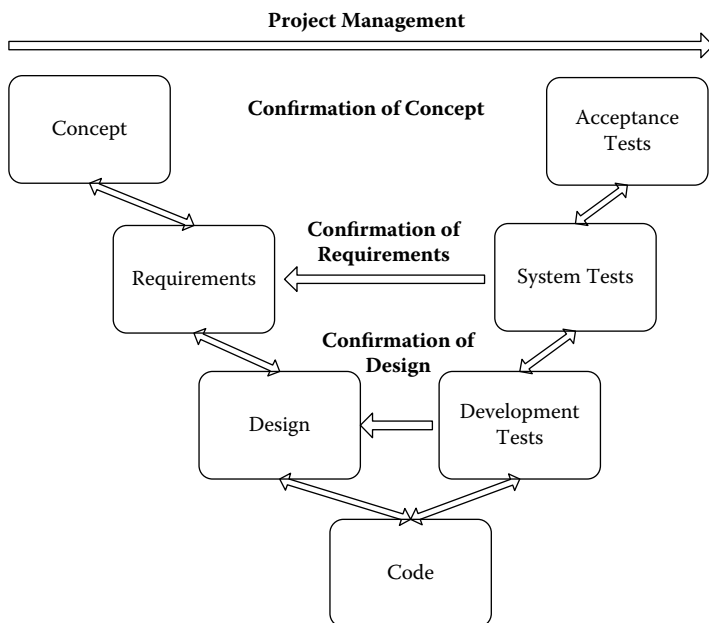 Project Management
Concept
Confirmation of Concept
Acceptance
Tests
Requirements
Confirmation of
Requirements
System Tests
Confirmation of
Design
Design
Development
Tests
Code